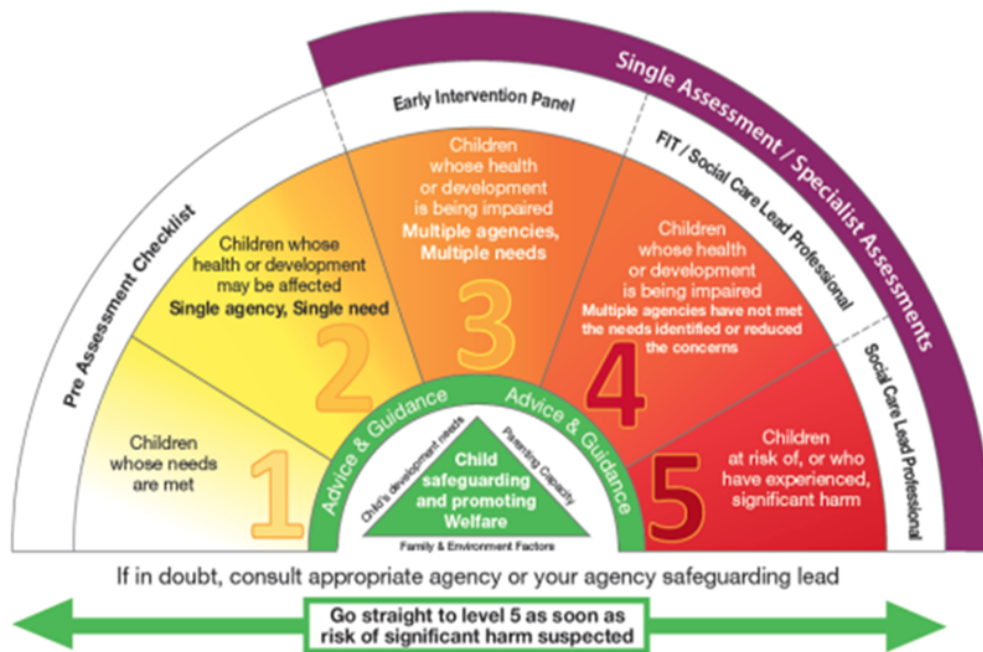 Single Assessment / Specialist Assessments
Early Intervention Panel
FIT / Social Care Lead Professional
Social Care Lead Professional
Pre Assessment Checklist
Children
whose needs
are met
1
Children whose
health or development
may be affected
Single agency, Single need
2
Children
whose health
or development
is being impaired
Multiple agencies,
Multiple needs
3
Children
whose health
or development
is being impaired
Multiple agencies have not met
the needs identified or reduced
the concerns
4
Children
at risk of, or who
have experienced,
significant harm
5
Advice & Guidance
Advice & Guidance
Child's development needs
Parenting Capacity
Child
safeguarding
and promoting
Welfare
Family & Environment Factors
If in doubt, consult appropriate agency or your agency safeguarding lead
Go straight to level 5 as soon as
risk of significant harm suspected